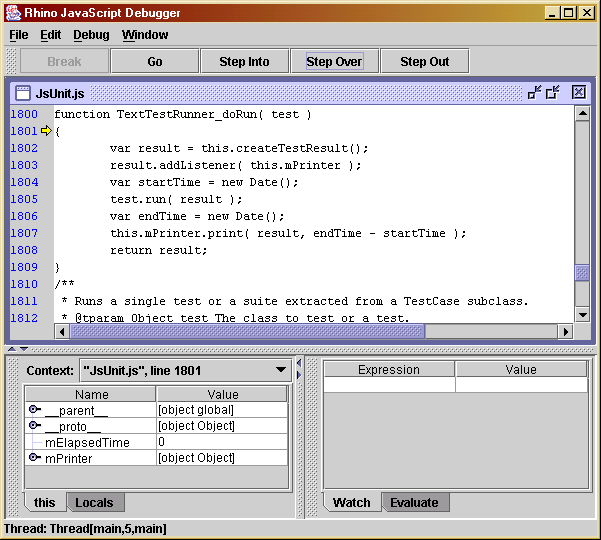 Rhino JavaScript Debugger
File Edit Debug Window
Break Go Step Into Step Over Step Out
JsUnit.js
1800 function TextTestRunner_doRun( test )
1801 {
1802 var result = this.createTestResult();
1803 result.addListener( this.mPrinter );
1804 var startTime = new Date();
1805 test.run( result );
1806 var endTime = new Date();
1807 this.mPrinter.print( result, endTime - startTime );
1808 return result;
1809 }
1810 /**
1811 * Runs a single test or a suite extracted from a TestCase subclass.
1812 * @tparam Object test The class to test or a test.
Context: "JsUnit.js", line 1801
Name Value
__parent__ [object global]
__proto__ [object Object]
mElapsedTime 0
mPrinter [object Object]
this Locals
Expression Value
Watch Evaluate
Thread: Thread[main,5,main]